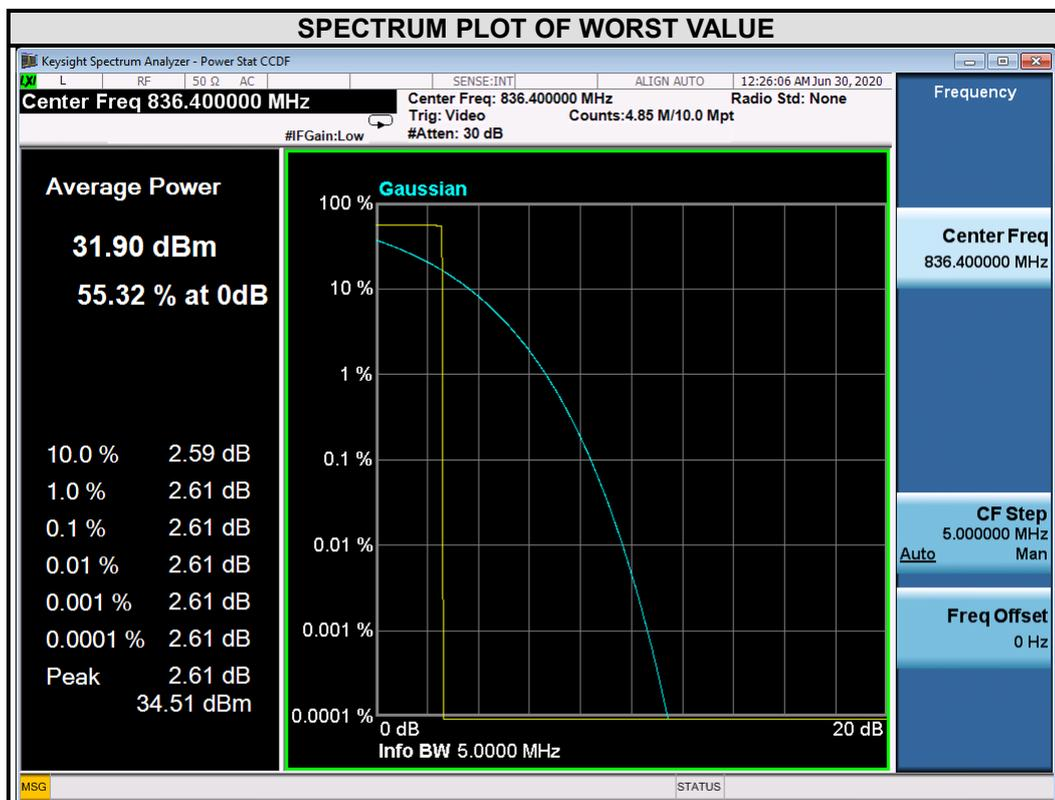 SPECTRUM PLOT OF WORST VALUE
Keysight Spectrum Analyzer - Power Stat CCDF
LXI L RF 50 Ω AC SENSE:INT ALIGN AUTO 12:26:06 AM Jun 30, 2020
Center Freq 836.400000 MHz
Center Freq: 836.400000 MHz Radio Std: None
Trig: Video Counts:4.85 M/10.0 Mpt
#IFGain:Low #Atten: 30 dB
Frequency
Average Power
31.90 dBm
55.32 % at 0dB
10.0 % 2.59 dB
1.0 % 2.61 dB
0.1 % 2.61 dB
0.01 % 2.61 dB
0.001 % 2.61 dB
0.0001 % 2.61 dB
Peak 2.61 dB
34.51 dBm
Gaussian
100 %
10 %
1 %
0.1 %
0.01 %
0.001 %
0.0001 %
0 dB 20 dB
Info BW 5.0000 MHz
Center Freq
836.400000 MHz
CF Step
5.000000 MHz
Auto Man
Freq Offset
0 Hz
MSG STATUS